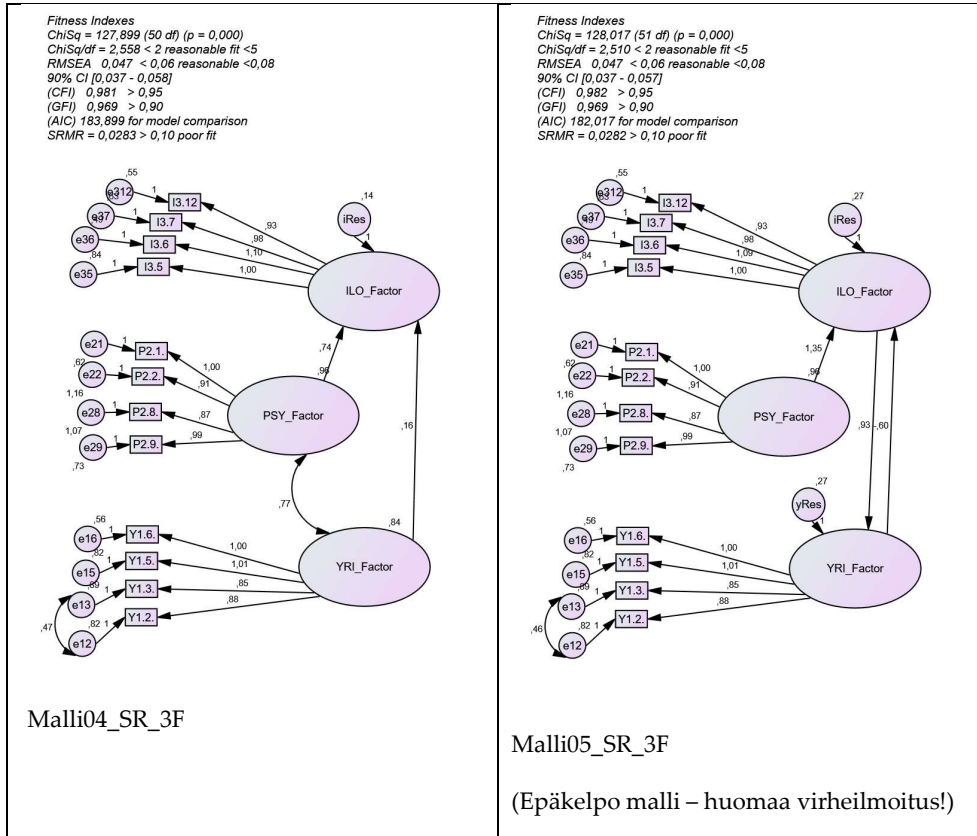 Fitness Indexes
ChiSq = 127,899 (50 df) (p = 0,000)
ChiSq/df = 2,558 < 2 reasonable fit <5
RMSEA 0,047 < 0,06 reasonable <0,08
90% CI [0,037 - 0,058]
(CFI) 0,981 > 0,95
(GFI) 0,969 > 0,90
(AIC) 183,899 for model comparison
SRMR = 0,0283 > 0,10 poor fit
,55
e312 1 I3.12
e37 1 I3.7
e36 1 I3.6
,84
e35 1 I3.5
,93
,98
1,10
1,00
,14
iRes
1
ILO_Factor
,74
,16
e21 1 P2.1.
,62
e22 1 P2.2.
1,16
e28 1 P2.8.
1,07
e29 1 P2.9.
,73
1,00
,91
,87
,99
,96
PSY_Factor
,77
,56
e16 1 Y1.6.
,82
e15 1 Y1.5.
e13 1 Y1.3.
,82
e12 1 Y1.2.
,47
1,00
1,01
,85
,88
,84
YRI_Factor
Malli04_SR_3F
Fitness Indexes
ChiSq = 128,017 (51 df) (p = 0,000)
ChiSq/df = 2,510 < 2 reasonable fit <5
RMSEA 0,047 < 0,06 reasonable <0,08
90% CI [0,037 - 0,057]
(CFI) 0,982 > 0,95
(GFI) 0,969 > 0,90
(AIC) 182,017 for model comparison
SRMR = 0,0282 > 0,10 poor fit
,55
e312 1 I3.12
e37 1 I3.7
e36 1 I3.6
,84
e35 1 I3.5
,93
,98
1,09
1,00
,27
iRes
1
ILO_Factor
1,35
,93 -,60
e21 1 P2.1.
,62
e22 1 P2.2.
1,16
e28 1 P2.8.
1,07
e29 1 P2.9.
,73
1,00
,91
,87
,99
,96
PSY_Factor
,27
yRes
1
,56
e16 1 Y1.6.
,82
e15 1 Y1.5.
e13 1 Y1.3.
,82
e12 1 Y1.2.
,46
1,00
1,01
,85
,88
YRI_Factor
Malli05_SR_3F
(Epäkelpo malli – huomaa virheilmoitus!)